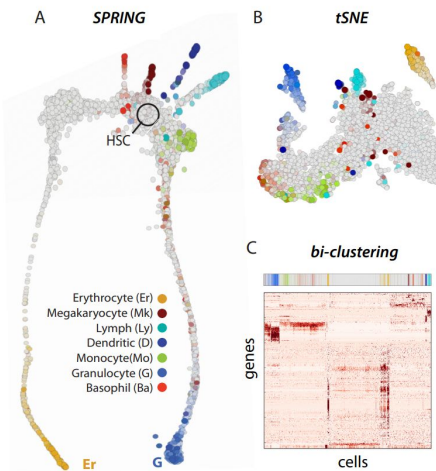 A
SPRING
HSC
Erythrocyte (Er)
Megakaryocyte (Mk)
Lymph (Ly)
Dendritic (D)
Monocyte(Mo)
Granulocyte (G)
Basophil (Ba)
Er
G
B
tSNE
C
bi-clustering
genes
cells